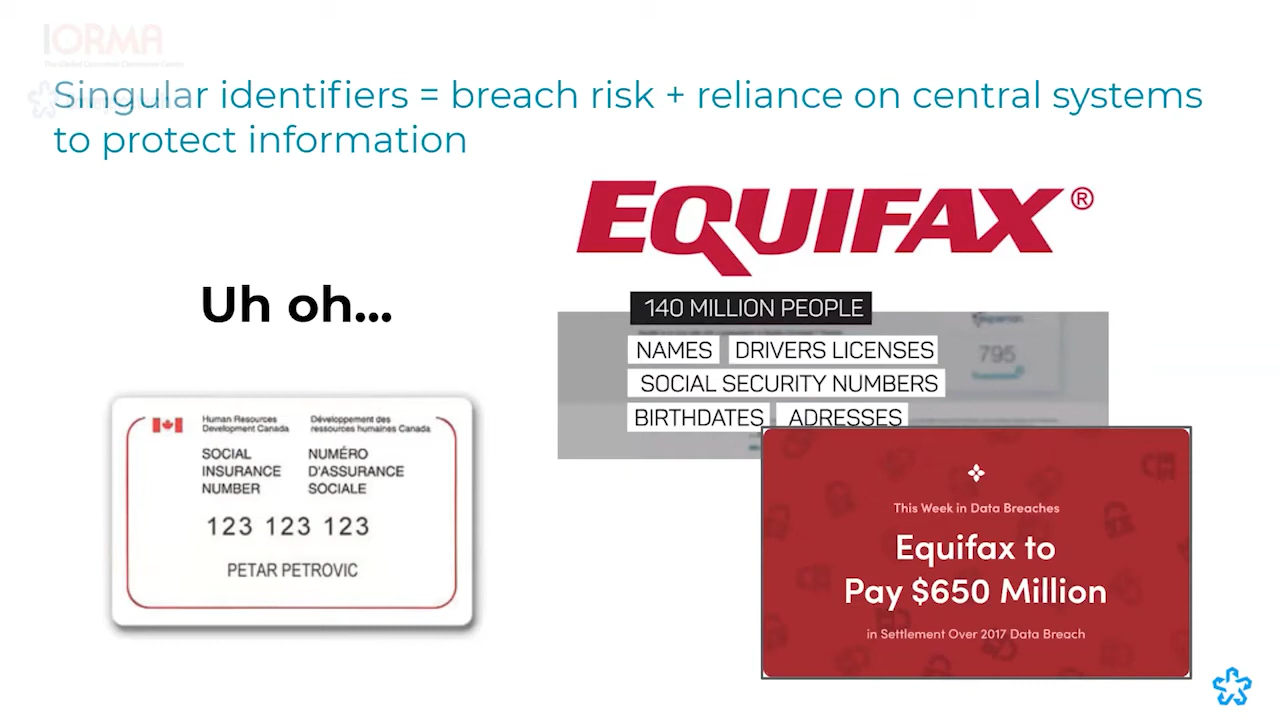 IORMA
Singular identifiers = breach risk + reliance on central systems
to protect information
EQUIFAX®
Uh oh...
140 MILLION PEOPLE
NAMES DRIVERS LICENSES
795
SOCIAL SECURITY NUMBERS
BIRTHDATES ADRESSES
Human Resources Development Canada
Développement des ressources humaines Canada
SOCIAL INSURANCE NUMBER
NUMÉRO D'ASSURANCE SOCIALE
123 123 123
PETAR PETROVIC
This Week in Data Breaches
Equifax to
Pay $650 Million
in Settlement Over 2017 Data Breach